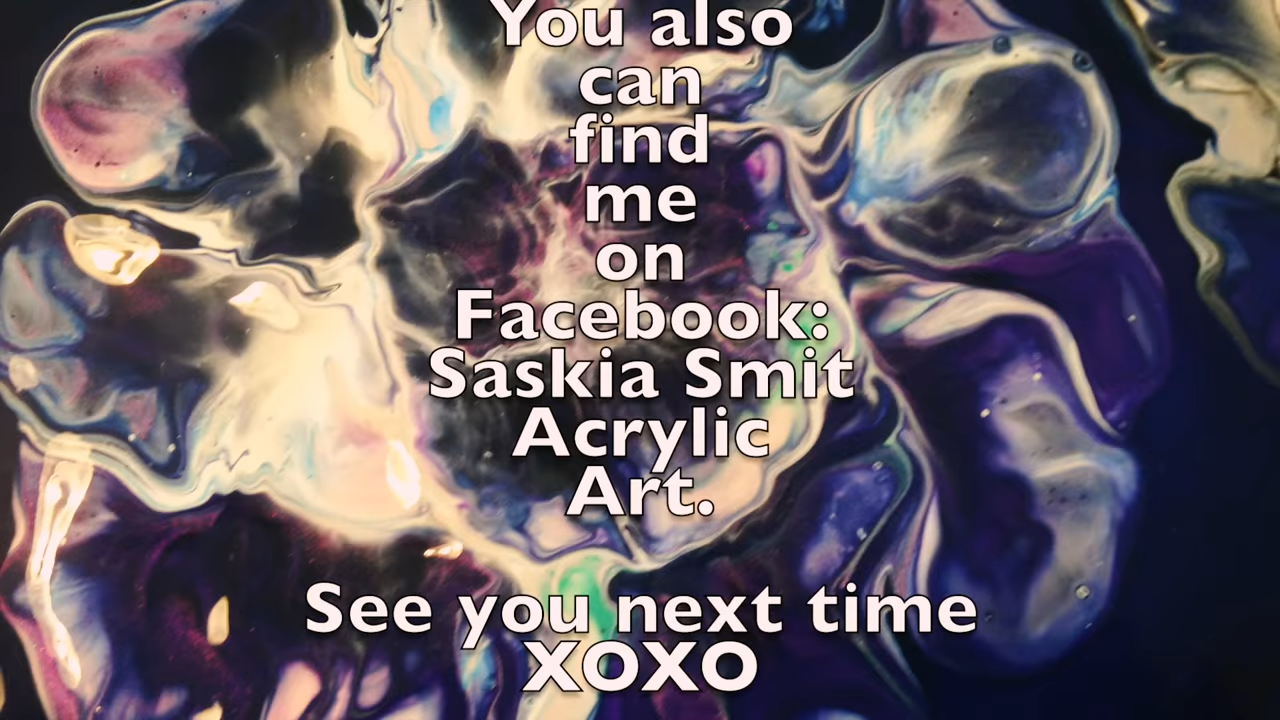 You also
can
find
me
on
Facebook:
Saskia Smit
Acrylic
Art.
See you next time
XOXO